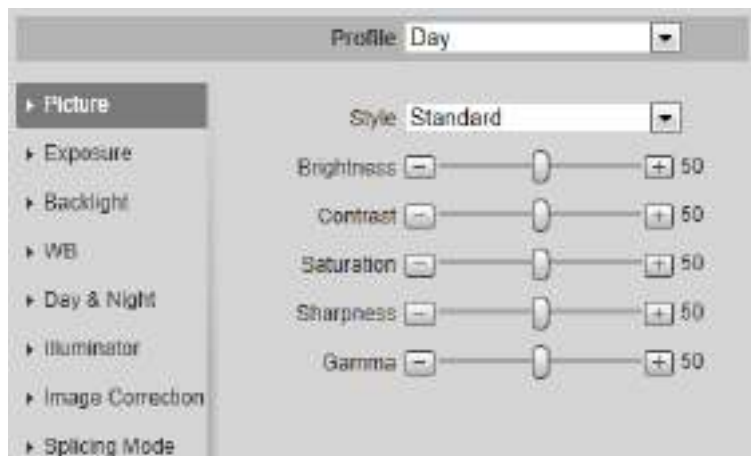 Profile Day
Picture
Exposure
Backlight
WB
Day & Night
Illuminator
Image Correction
Splicing Mode
Style Standard
Brightness - + 50
Contrast - + 50
Saturation - + 50
Sharpness - + 50
Gamma - + 50